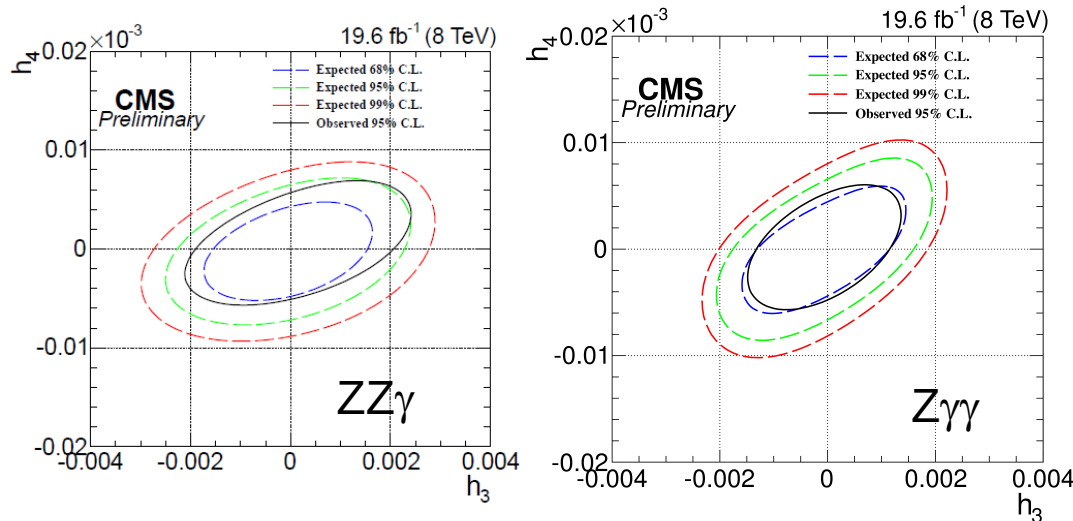 19.6 fb⁻¹ (8 TeV)
h₄
0.02 ×10⁻³
Expected 68% C.L.
Expected 95% C.L.
Expected 99% C.L.
Observed 95% C.L.
CMS
Preliminary
0.01
0
-0.01
-0.02
ZZγ
-0.004 -0.002 0 0.002 0.004
h₃
19.6 fb⁻¹ (8 TeV)
h₄
0.02 ×10⁻³
Expected 68% C.L.
Expected 95% C.L.
Expected 99% C.L.
Observed 95% C.L.
CMS
Preliminary
0.01
0
-0.01
-0.02
Zγγ
-0.004 -0.002 0 0.002 0.004
h₃